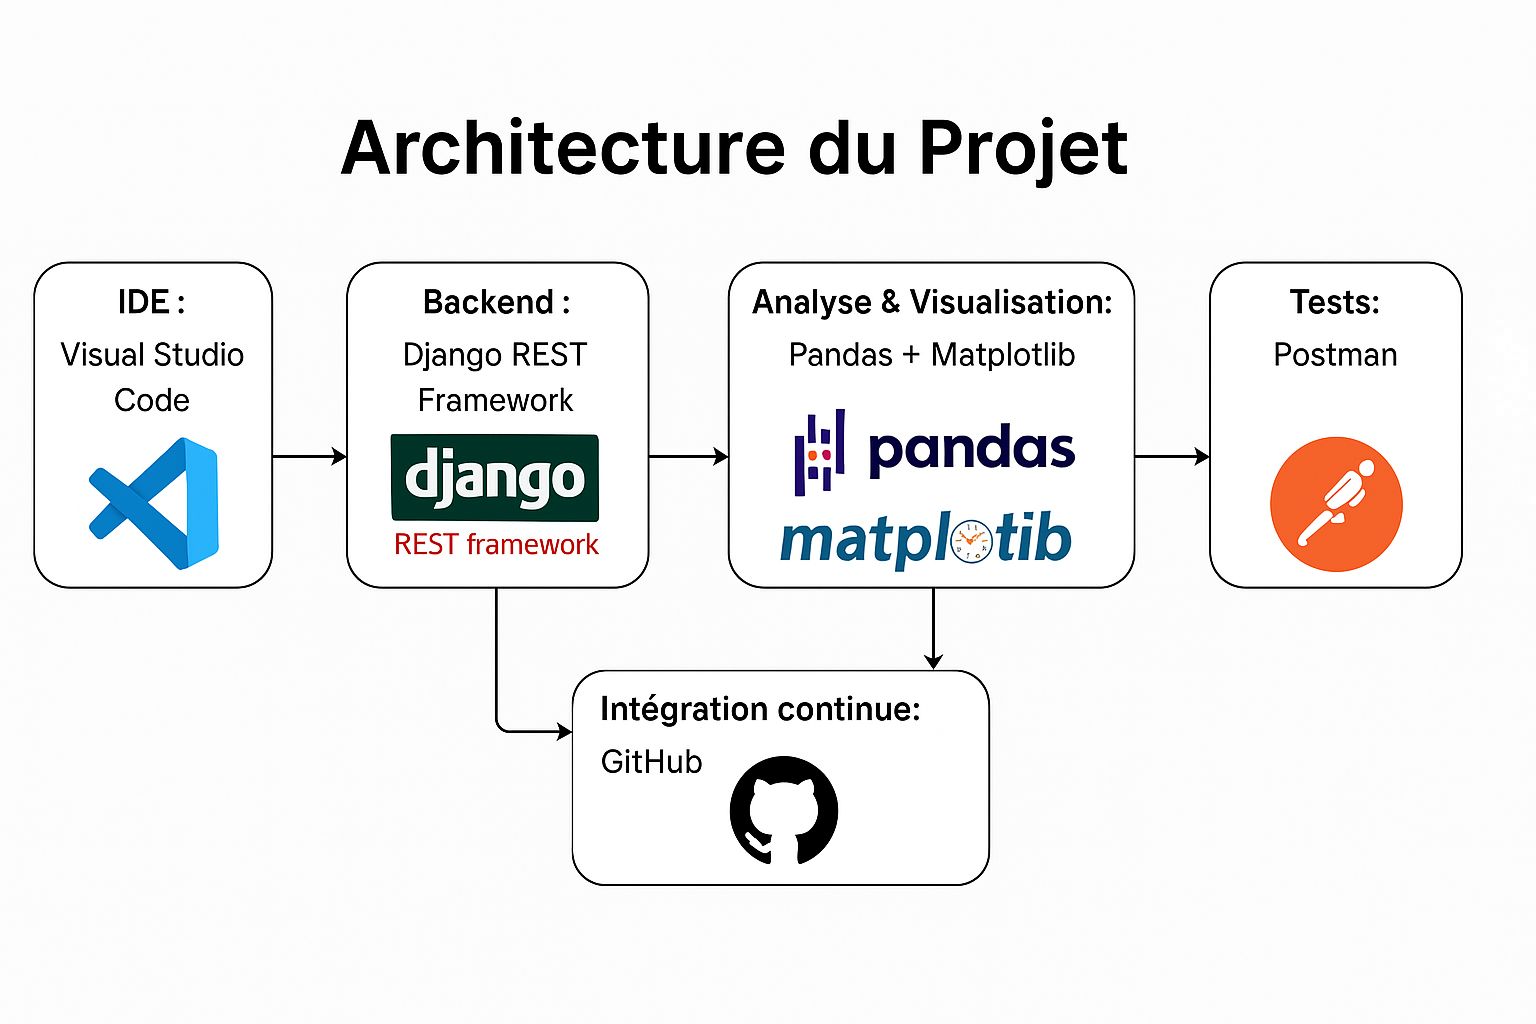 Architecture du Projet
IDE :
Visual Studio
Code
Backend :
Django REST
Framework
django
REST framework
Analyse & Visualisation:
Pandas + Matplotlib
pandas
matplotib
Tests:
Postman
Intégration continue:
GitHub